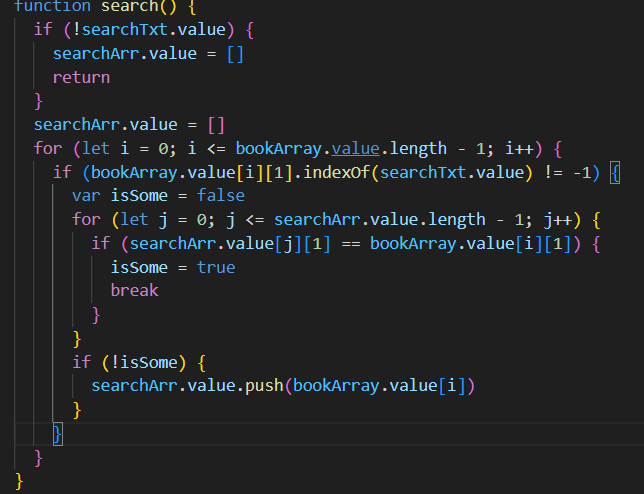 function search() {
if (!searchTxt.value) {
searchArr.value = []
return
}
searchArr.value = []
for (let i = 0; i <= bookArray.value.length - 1; i++) {
if (bookArray.value[i][1].indexOf(searchTxt.value) != -1) {
var isSome = false
for (let j = 0; j <= searchArr.value.length - 1; j++) {
if (searchArr.value[j][1] == bookArray.value[i][1]) {
isSome = true
break
}
}
if (!isSome) {
searchArr.value.push(bookArray.value[i])
}
}
}
}